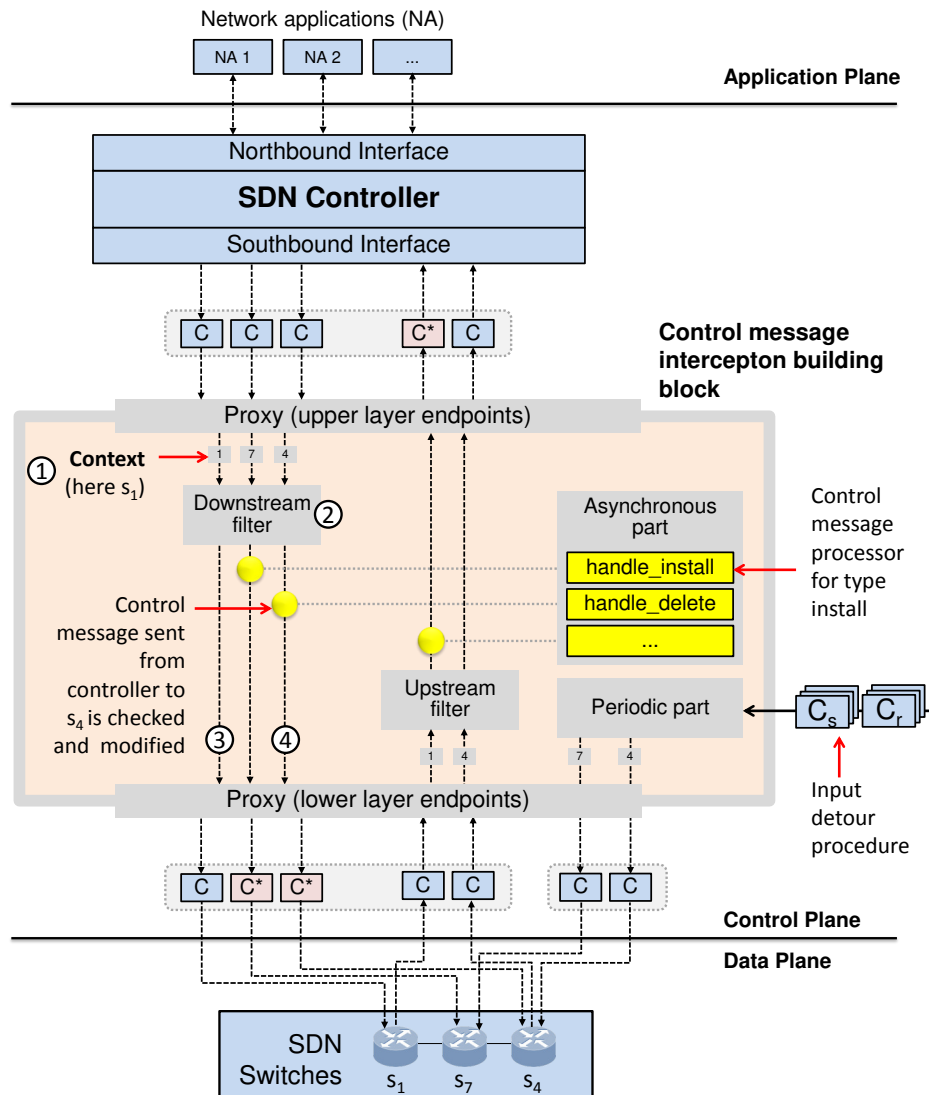 Network applications (NA)
NA 1 NA 2 ...
Application Plane
Northbound Interface
SDN Controller
Southbound Interface
C C C C* C
Control message
intercepton building
block
Proxy (upper layer endpoints)
1 Context
(here s1)
1 7 4
Downstream
filter
2
Asynchronous
part
handle_install
handle_delete
...
Control
message
processor
for type
install
Control
message sent
from
controller to
s4 is checked
and modified
3 4
Upstream
filter
1 4
Periodic part
7 4
Cs Cr
Input
detour
procedure
Proxy (lower layer endpoints)
C C* C* C C C C
Control Plane
Data Plane
SDN
Switches
s1 s7 s4